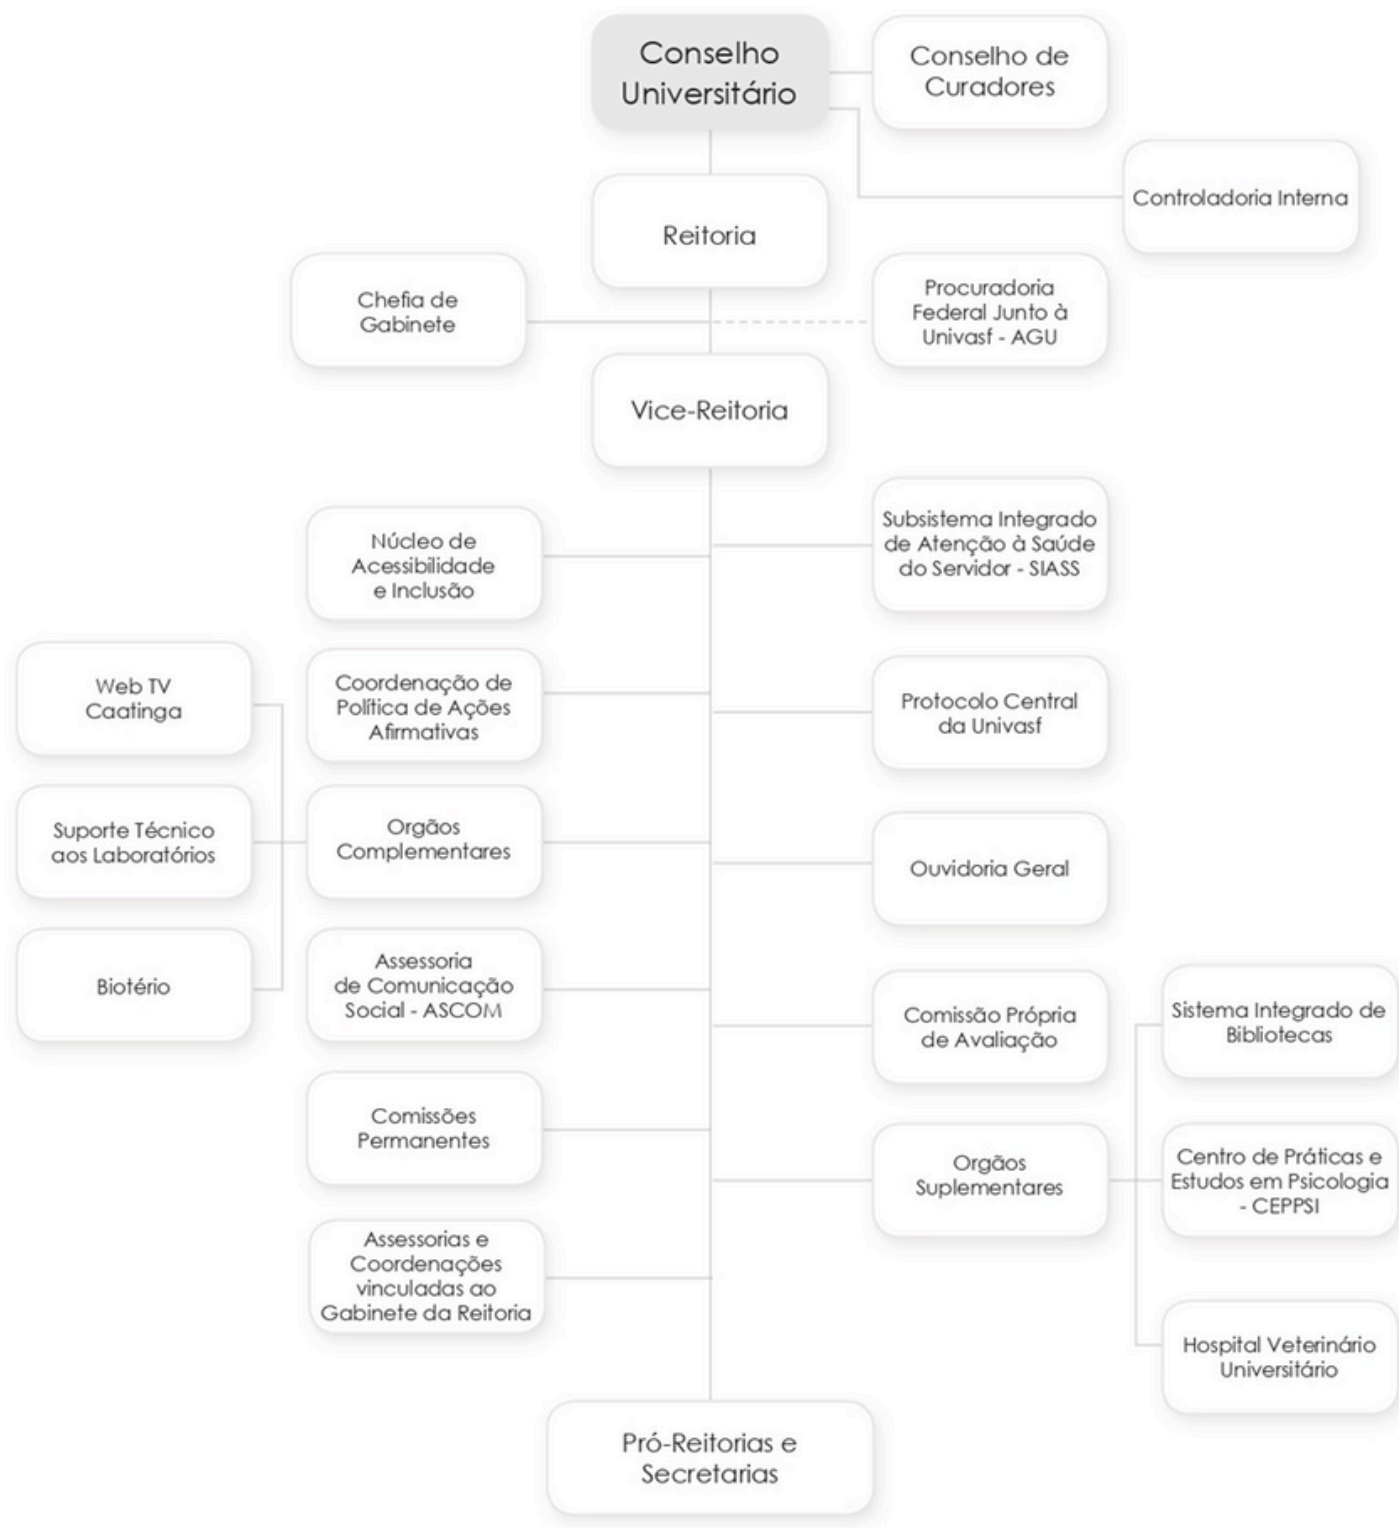 Conselho
Universitário
Conselho de
Curadores
Controladoria Interna
Reitoria
Chefia de
Gabinete
Procuradoria
Federal Junto à
Univasf - AGU
Vice-Reitoria
Núcleo de
Acessibilidade
e Inclusão
Subsistema Integrado
de Atenção à Saúde
do Servidor - SIASS
Web TV
Caatinga
Coordenação de
Política de Ações
Afirmativas
Protocolo Central
da Univasf
Suporte Técnico
aos Laboratórios
Orgãos
Complementares
Ouvidoria Geral
Biotério
Assessoria
de Comunicação
Social - ASCOM
Comissão Própria
de Avaliação
Sistema Integrado de
Bibliotecas
Comissões
Permanentes
Orgãos
Suplementares
Centro de Práticas e
Estudos em Psicologia
- CEPPSI
Assessorias e
Coordenações
vinculadas ao
Gabinete da Reitoria
Hospital Veterinário
Universitário
Pró-Reitorias e
Secretarias